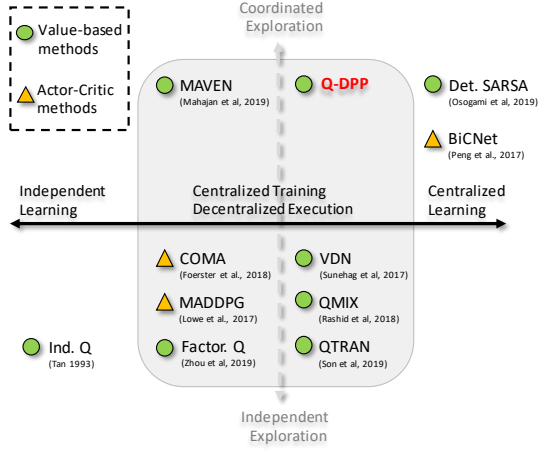 Coordinated
Exploration
Value-based
methods
Actor-Critic
methods
MAVEN
(Mahajan et al, 2019)
Q-DPP
Det. SARSA
(Osogami et al, 2019)
BiCNet
(Peng et al., 2017)
Independent
Learning
Centralized Training
Decentralized Execution
Centralized
Learning
COMA
(Foerster et al., 2018)
VDN
(Sunehag et al, 2017)
MADDPG
(Lowe et al., 2017)
QMIX
(Rashid et al, 2018)
Ind. Q
(Tan 1993)
Factor. Q
(Zhou et al, 2019)
QTRAN
(Son et al, 2019)
Independent
Exploration